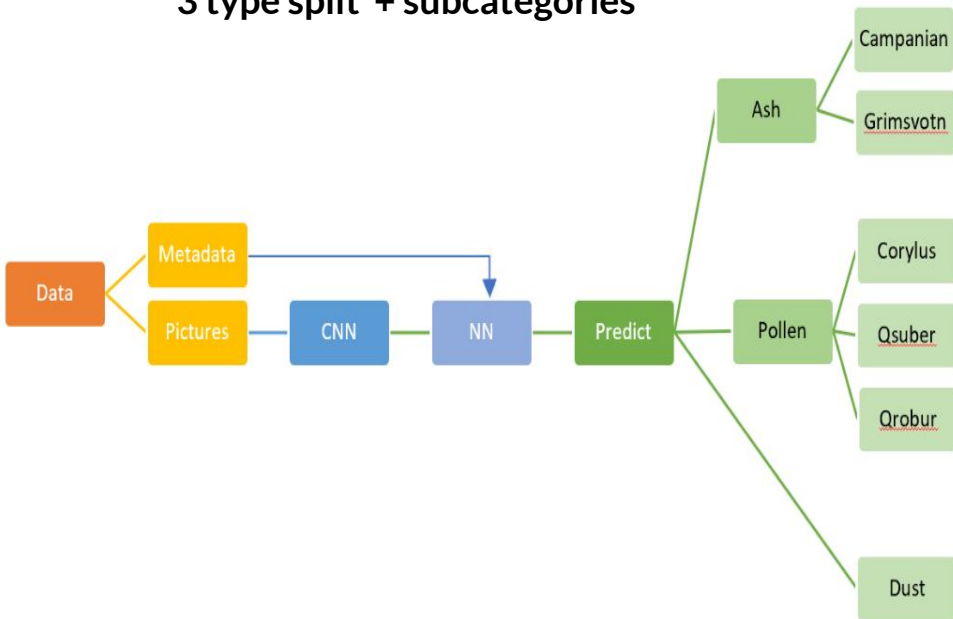 3 type split + subcategories
Campanian
Ash
Grimsvotn
Metadata
Corylus
Data
Pictures
CNN
NN
Predict
Pollen
Qsuber
Qrobur
Dust